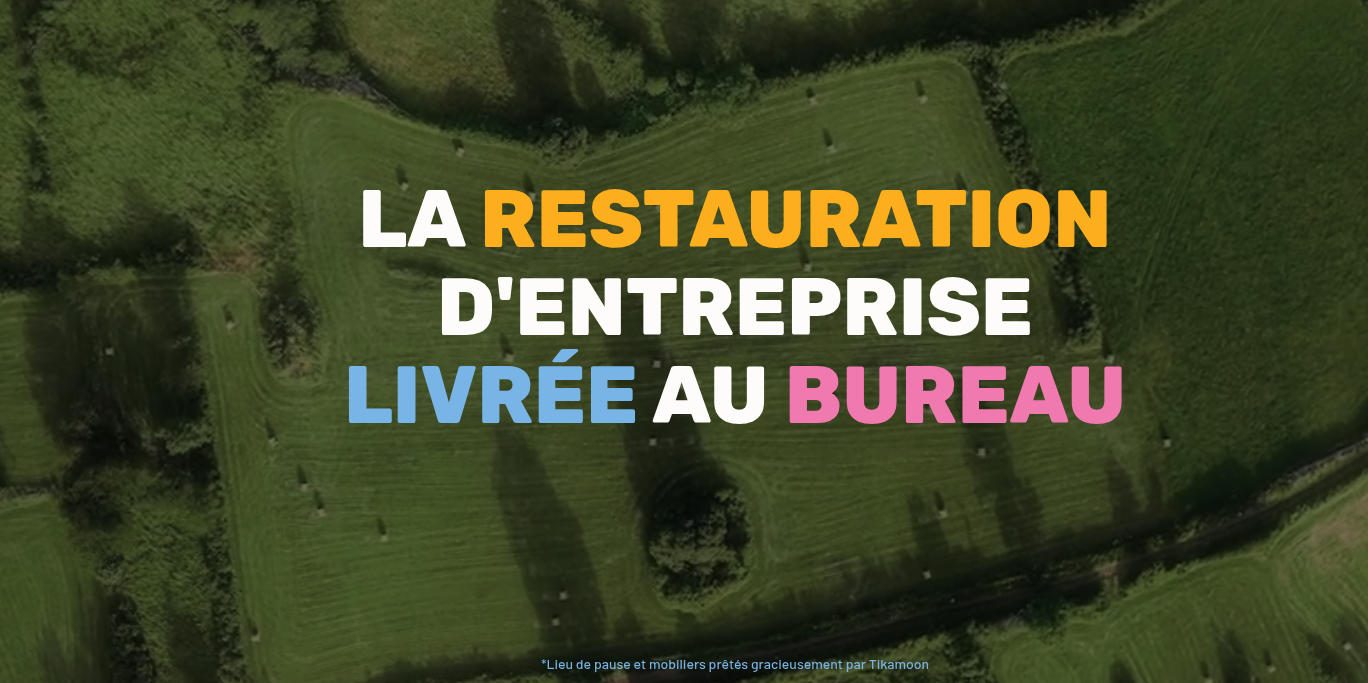 LA RESTAURATION
D'ENTREPRISE
LIVRÉE AU BUREAU
*Lieu de pause et mobiliers prêtés gracieusement par Tikamoon